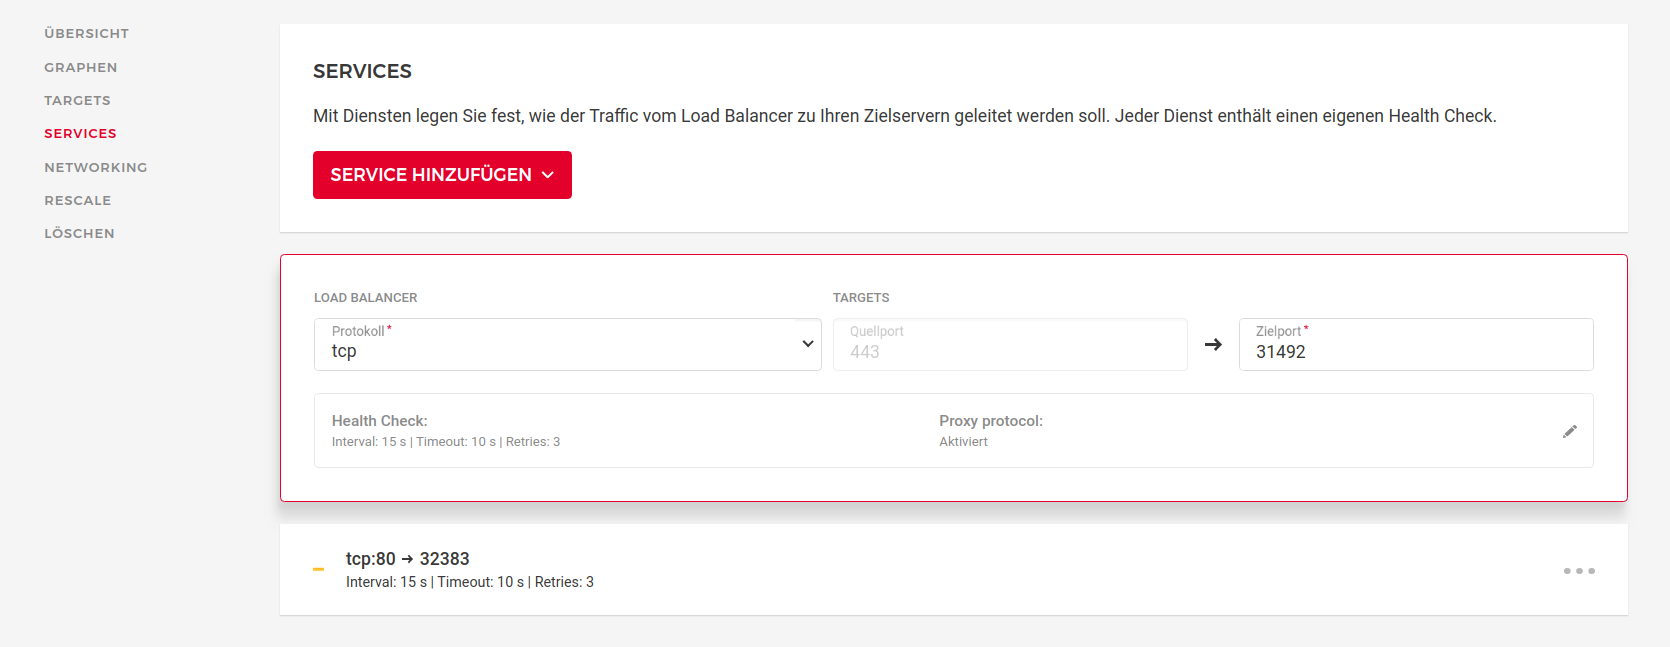 ÜBERSICHT
GRAPHEN
TARGETS
SERVICES
NETWORKING
RESCALE
LÖSCHEN
SERVICES
Mit Diensten legen Sie fest, wie der Traffic vom Load Balancer zu Ihren Zielservern geleitet werden soll. Jeder Dienst enthält einen eigenen Health Check.
SERVICE HINZUFÜGEN
LOAD BALANCER
TARGETS
Protokoll*
tcp
Quellport
443
→
Zielport*
31492
Health Check:
Interval: 15 s | Timeout: 10 s | Retries: 3
Proxy protocol:
Aktiviert
tcp:80 → 32383
Interval: 15 s | Timeout: 10 s | Retries: 3